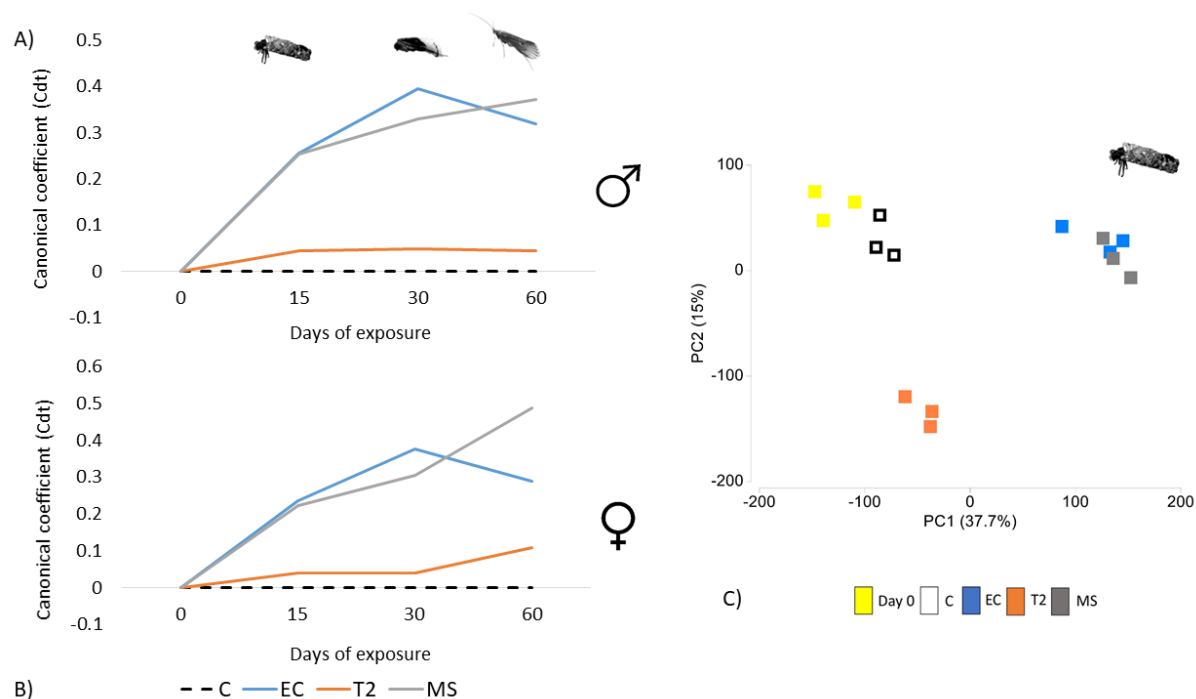 A)
0.5
0.4
0.3
0.2
0.1
0
-0.1
Canonical coefficient (Cdt)
0 15 30 60
Days of exposure
♂
0.6
0.5
0.4
0.3
0.2
0.1
0
-0.1
Canonical coefficient (Cdt)
0 15 30 60
Days of exposure
♀
B)
C EC T2 MS
100
0
-100
-200
PC2 (15%)
-200 -100 0 100 200
PC1 (37.7%)
C)
Day 0 C EC T2 MS